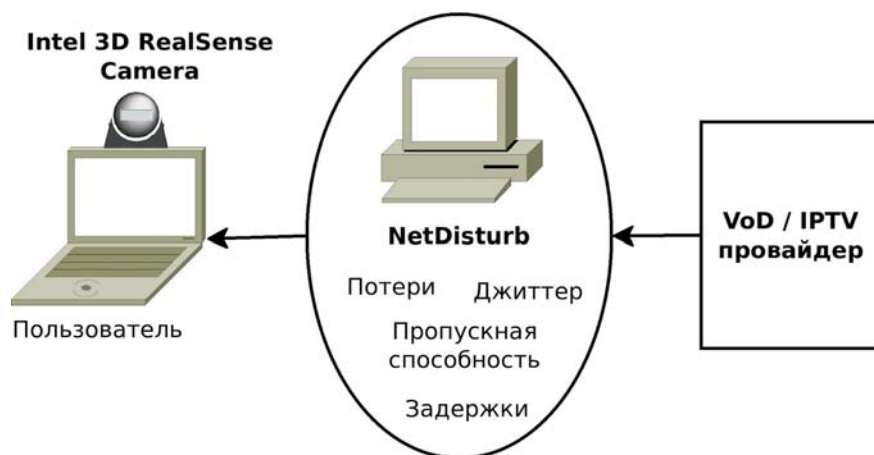 Intel 3D RealSense
Camera
Пользователь
NetDisturb
Потери
Джиттер
Пропускная
способность
Задержки
VoD / IPTV
провайдер